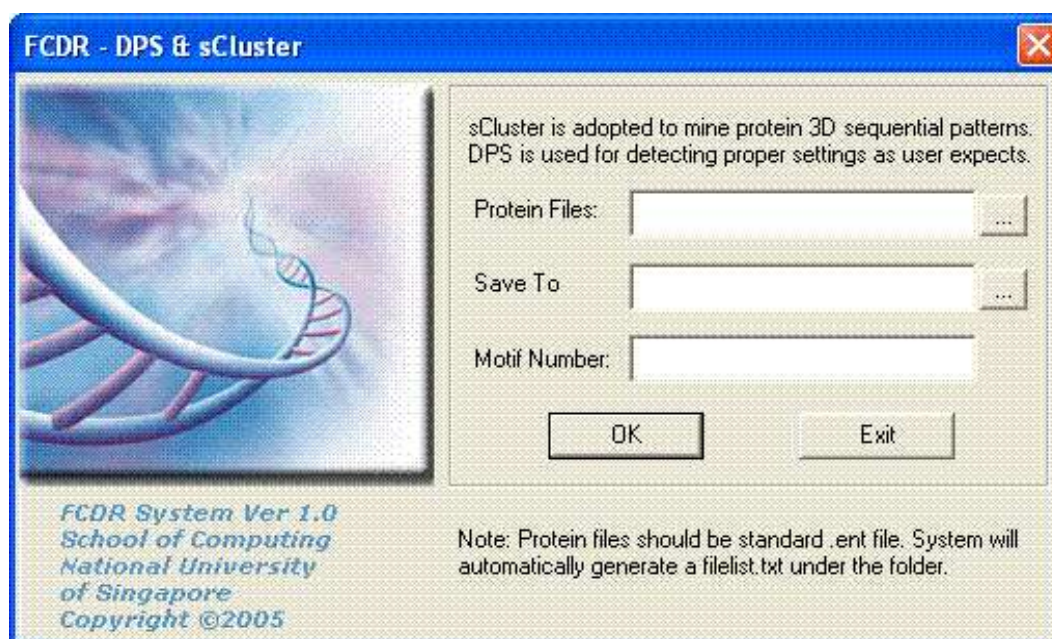 FCDR - DPS & sCluster
sCluster is adopted to mine protein 3D sequential patterns.
DPS is used for detecting proper settings as user expects.
Protein Files:
...
Save To
...
Motif Number:
OK
Exit
FCDR System Ver 1.0
School of Computing
National University
of Singapore
Copyright ©2005
Note: Protein files should be standard .ent file. System will
automatically generate a filelist.txt under the folder.